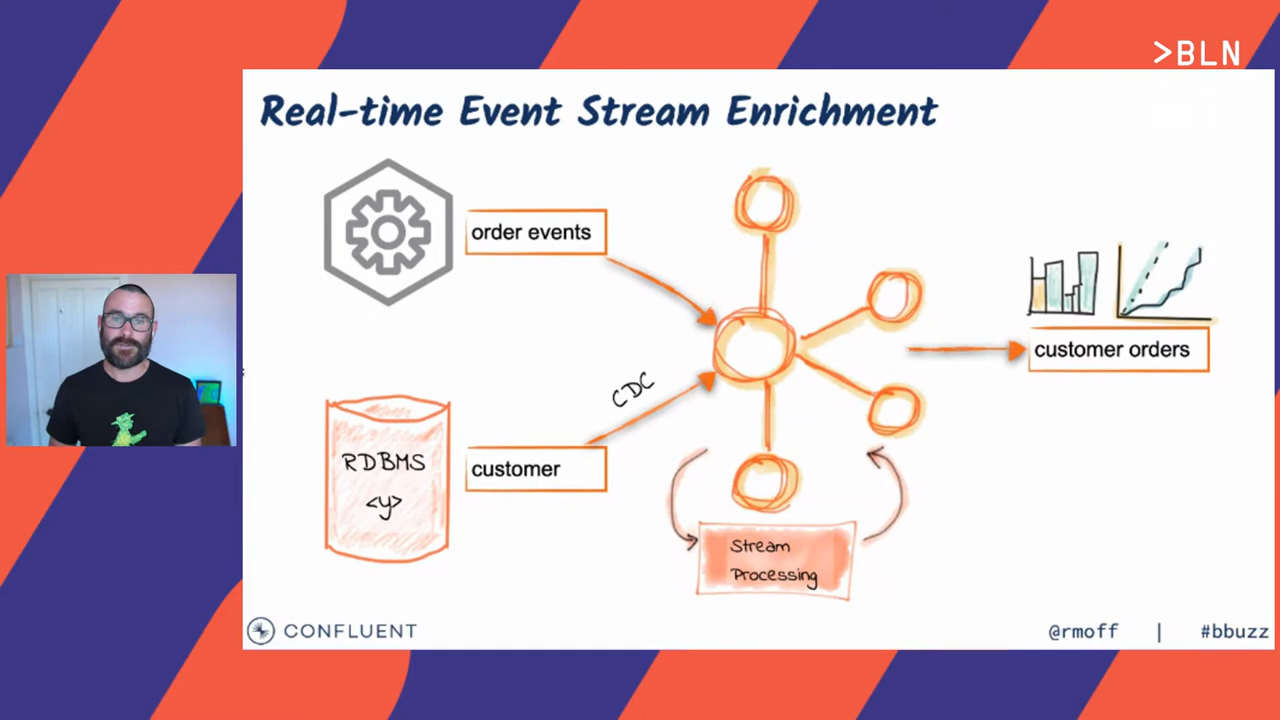 >BLN
Real-time Event Stream Enrichment
order events
customer orders
CDC
RDBMS
<y>
customer
Stream
Processing
CONFLUENT
@rmoff | #bbuzz